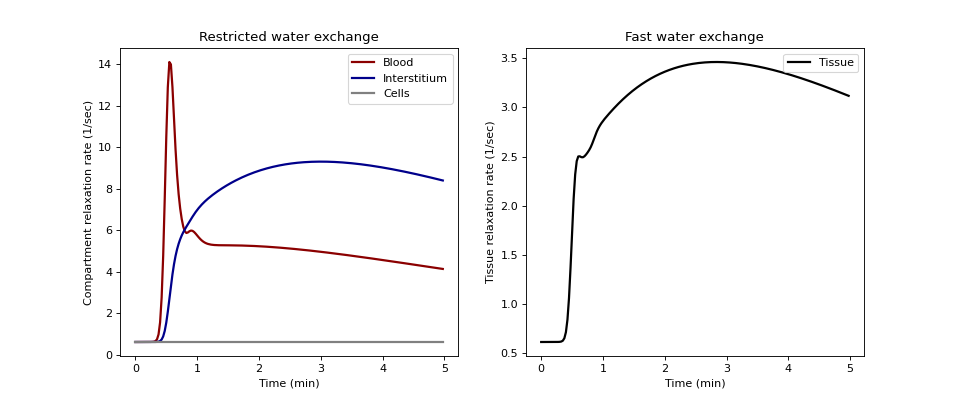 Restricted water exchange
Compartment relaxation rate (1/sec)
14
12
10
8
6
4
2
0
Blood
Interstitium
Cells
0 1 2 3 4 5
Time (min)
Fast water exchange
Tissue relaxation rate (1/sec)
3.5
3.0
2.5
2.0
1.5
1.0
0.5
Tissue
0 1 2 3 4 5
Time (min)